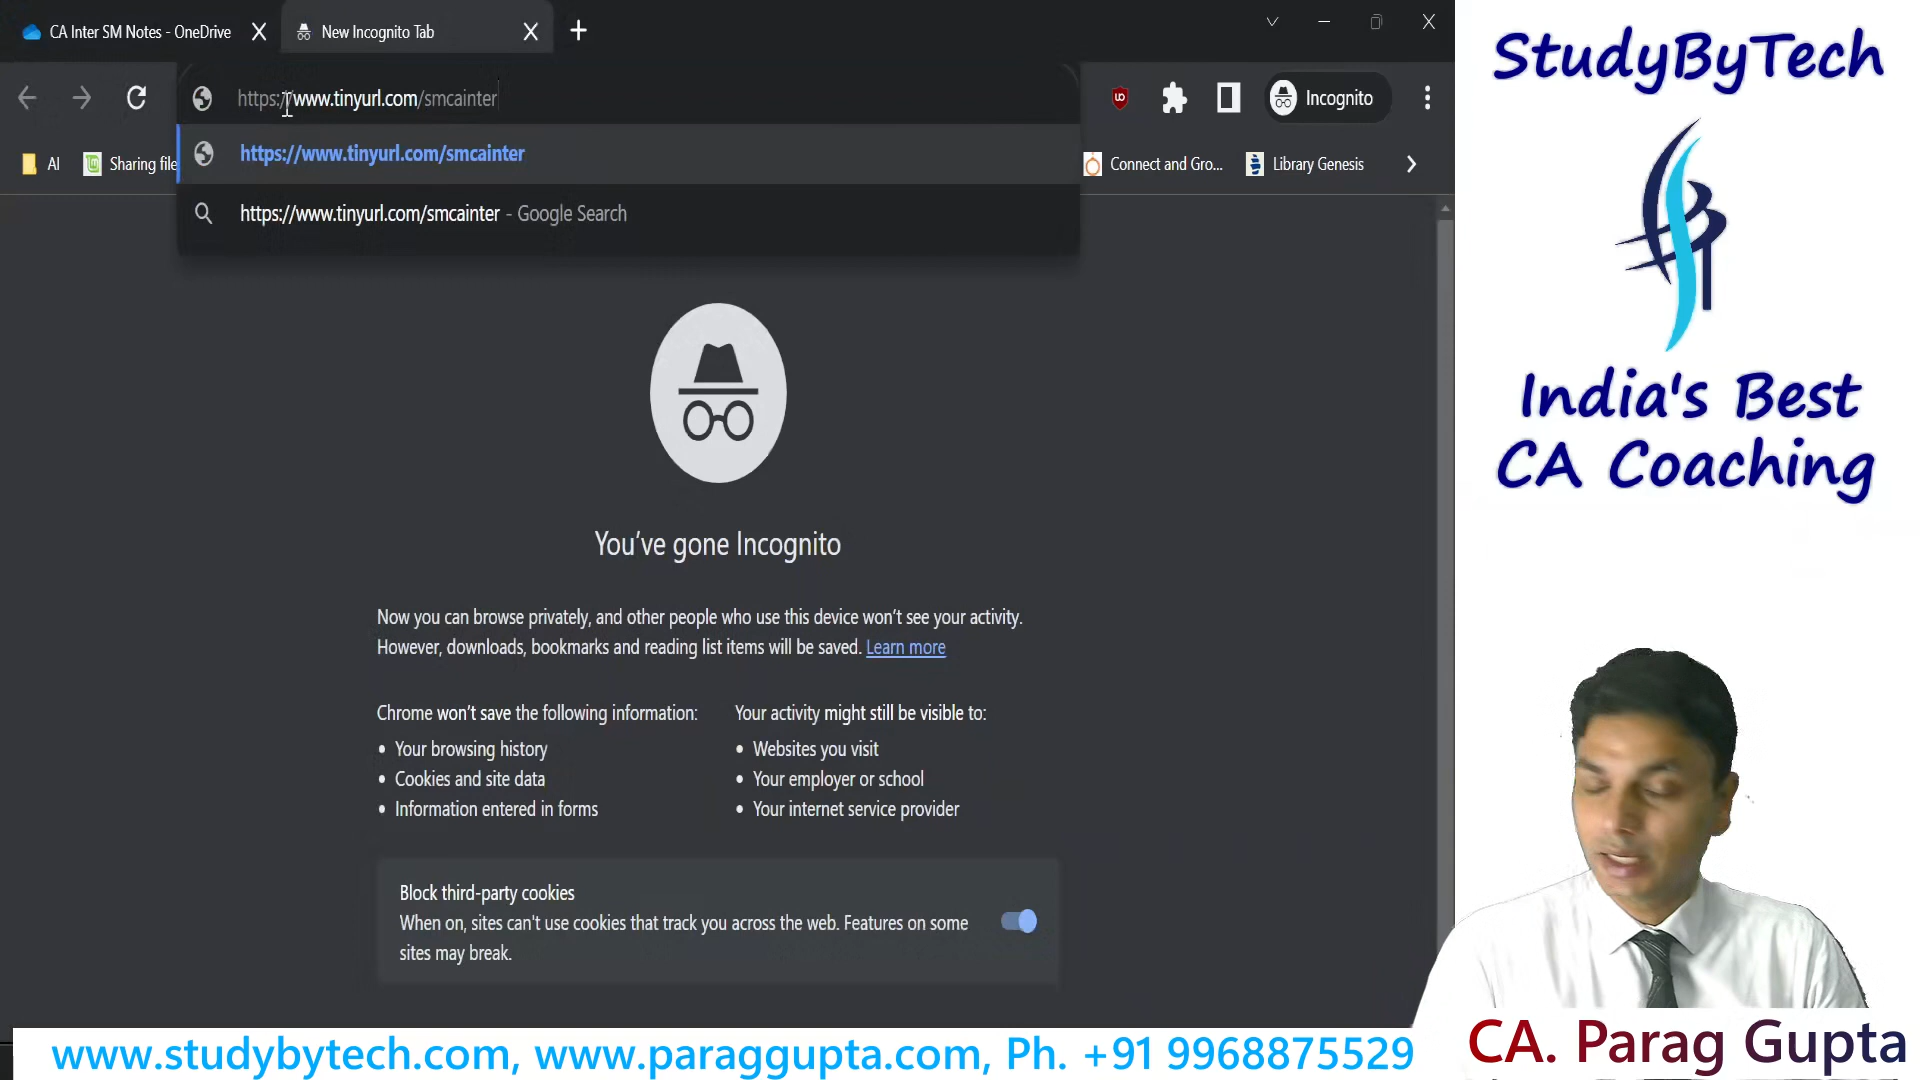 CA Inter SM Notes - OneDrive
New Incognito Tab
https://www.tinyurl.com/smcainter
Incognito
https://www.tinyurl.com/smcainter
https://www.tinyurl.com/smcainter - Google Search
AI
Sharing file
Connect and Gro...
Library Genesis
You've gone Incognito
Now you can browse privately, and other people who use this device won't see your activity.
However, downloads, bookmarks and reading list items will be saved. Learn more
Chrome won't save the following information:
• Your browsing history
• Cookies and site data
• Information entered in forms
Your activity might still be visible to:
• Websites you visit
• Your employer or school
• Your internet service provider
Block third-party cookies
When on, sites can't use cookies that track you across the web. Features on some
sites may break.
StudyByTech
India's Best
CA Coaching
www.studybytech.com, www.paraggupta.com, Ph. +91 9968875529
CA. Parag Gupta